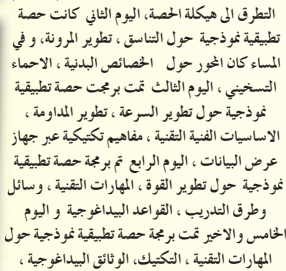 التطرق الى هيكلة الحصة، اليوم الثاني كانت حصة
تطبيقية نموذجية حول التناسق ، تطوير المرونة، و في
المساء كان المحور حول الخصائص البدنية ، الاحماء
التسخيني ، اليوم الثالث تمت برمجت حصة تطبيقية
نموذجية حول تطوير السرعة ، تطوير المداومة ،
الاساسيات الفنية التقنية ، مفاهيم تكتيكية عبر جهاز
عرض البيانات ، اليوم الرابع تم برمجة حصة تطبيقية
نموذجية حول تطوير القوة ، المهارات التقنية ، وسائل
وطرق التدريب ، القواعد البيداغوجية و اليوم
الخامس والاخير تمت برمجة حصة تطبيقية نموذجية حول
المهارات التقنية ، التكتيك، الوثائق البيداغوجية ،